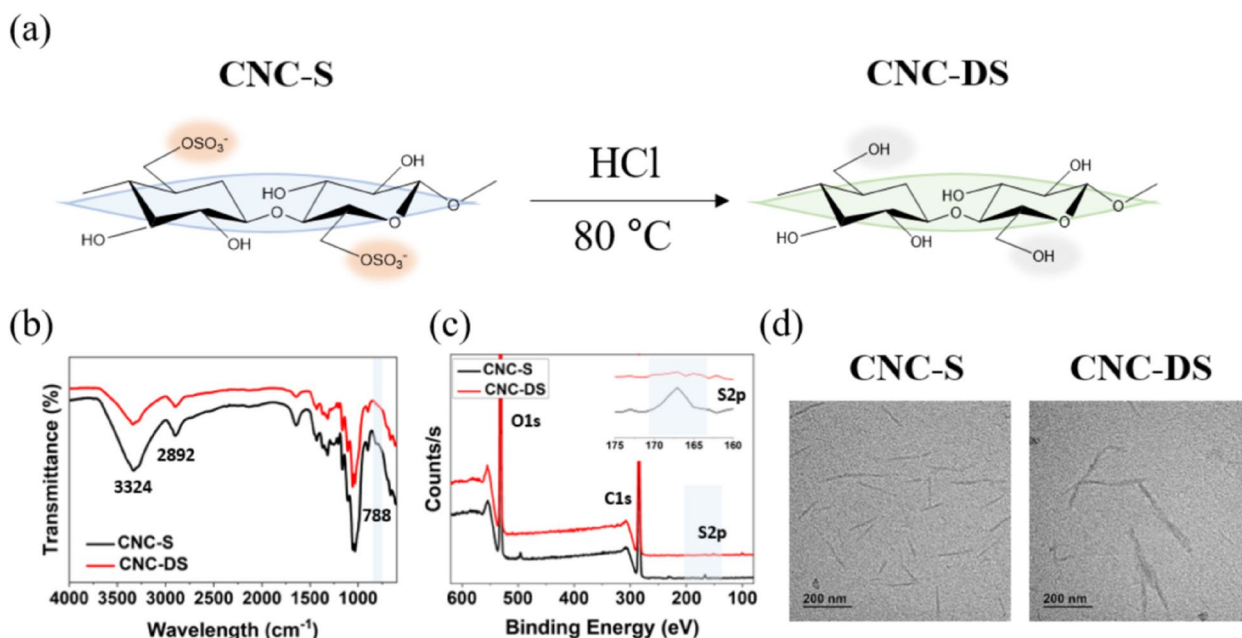 (a)
CNC-S
CNC-DS
OSO₃⁻
OH
HO
O
O
O
HO
OH
OSO₃⁻
HCl
80 °C
OH
OH
HO
O
O
O
HO
OH
OH
(b)
Transmittance (%)
3324
2892
788
CNC-S
CNC-DS
4000 3500 3000 2500 2000 1500 1000
Wavelength (cm⁻¹)
(c)
Counts/s
CNC-S
CNC-DS
O1s
C1s
S2p
S2p
175 170 165 160
600 500 400 300 200 100
Binding Energy (eV)
(d)
CNC-S
CNC-DS
200 nm
200 nm